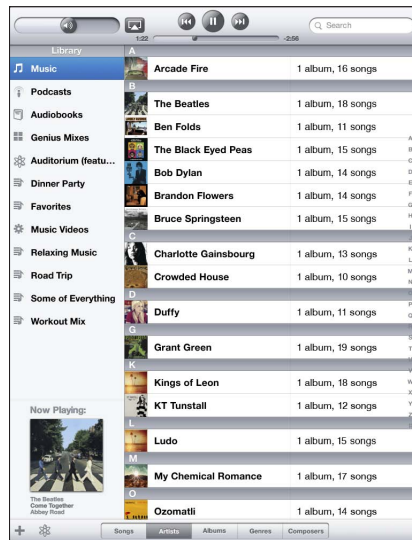 Search
1:22
-2:56
Library
Music
Podcasts
Audiobooks
Genius Mixes
Auditorium (featu...
Dinner Party
Favorites
Music Videos
Relaxing Music
Road Trip
Some of Everything
Workout Mix
Now Playing:
The Beatles
Come Together
Abbey Road
A
Arcade Fire 1 album, 16 songs
B
The Beatles 1 album, 18 songs
Ben Folds 1 album, 11 songs
The Black Eyed Peas 1 album, 15 songs
Bob Dylan 1 album, 14 songs
Brandon Flowers 1 album, 14 songs
Bruce Springsteen 1 album, 15 songs
C
Charlotte Gainsbourg 1 album, 13 songs
Crowded House 1 album, 10 songs
D
Duffy 1 album, 11 songs
G
Grant Green 1 album, 19 songs
K
Kings of Leon 1 album, 18 songs
KT Tunstall 1 album, 12 songs
L
Ludo 1 album, 15 songs
M
My Chemical Romance 1 album, 17 songs
O
Ozomatli 1 album, 14 songs
A
B
C
D
E
F
G
H
I
K
L
M
N
P
Q
S
T
V
W
X
Y
Z
Songs Artists Albums Genres Composers